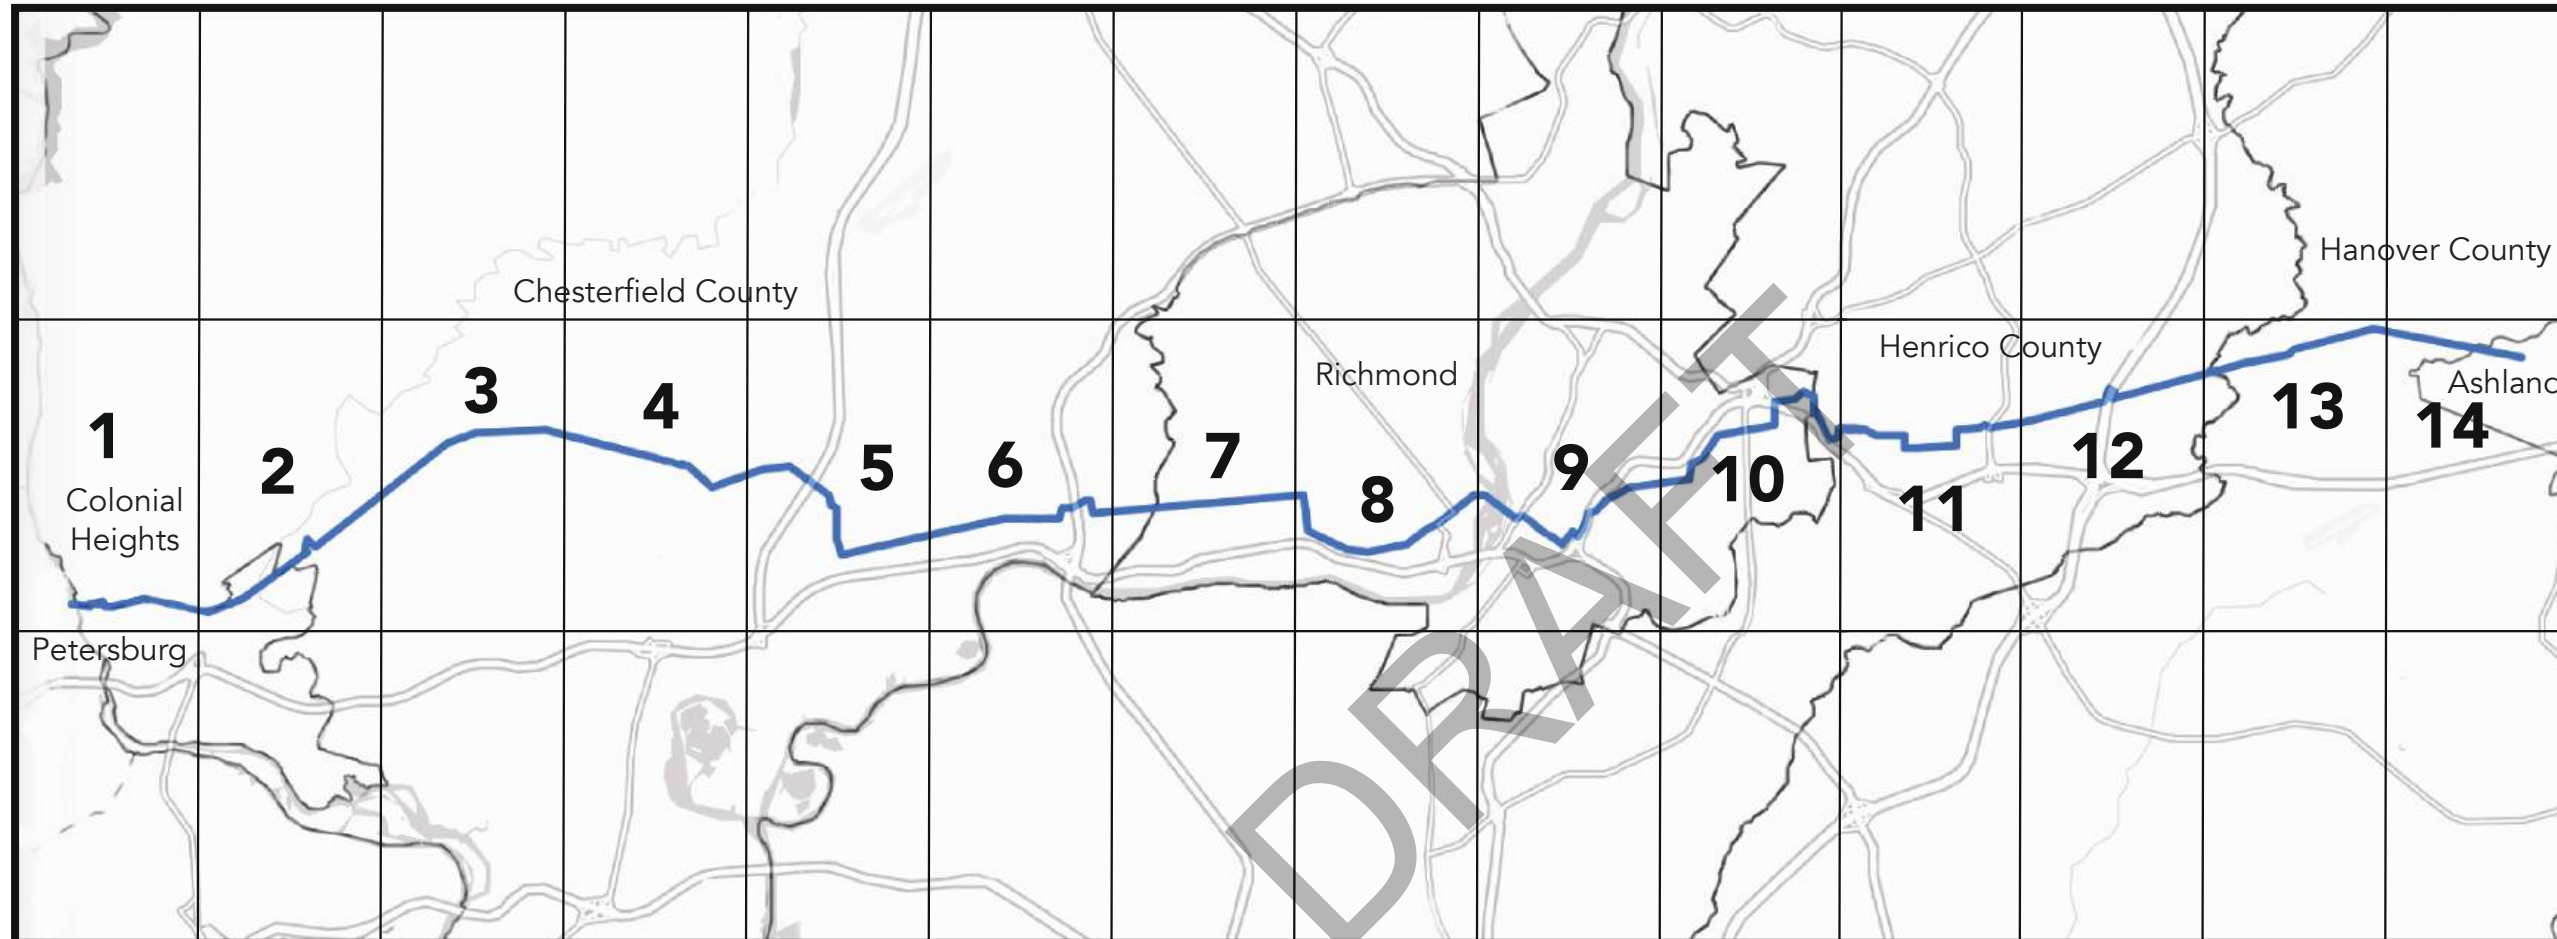 Hanover County
Chesterfield County
Henrico County
Richmond
Ashland
1
2
3
4
5
6
7
8
9
10
11
12
13
14
Colonial
Heights
Petersburg
DRAFT